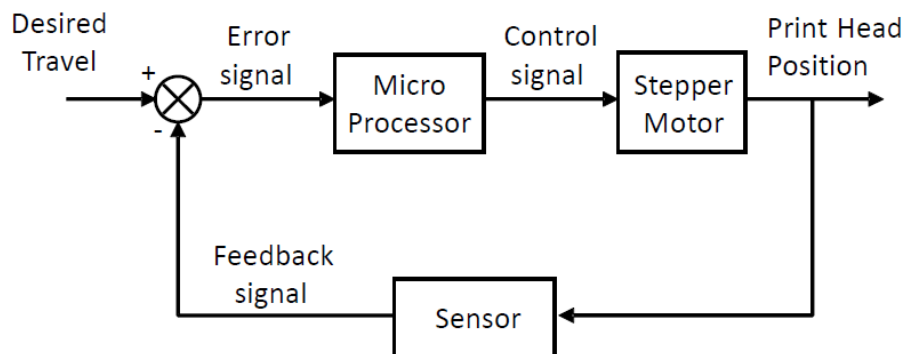 Desired
Travel
+
-
Error
signal
Micro
Processor
Control
signal
Stepper
Motor
Print Head
Position
Feedback
signal
Sensor